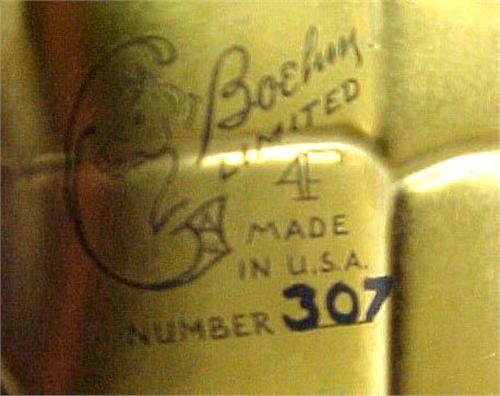 Boehm
LIMITED
4
MADE
IN U.S.A.
NUMBER 307